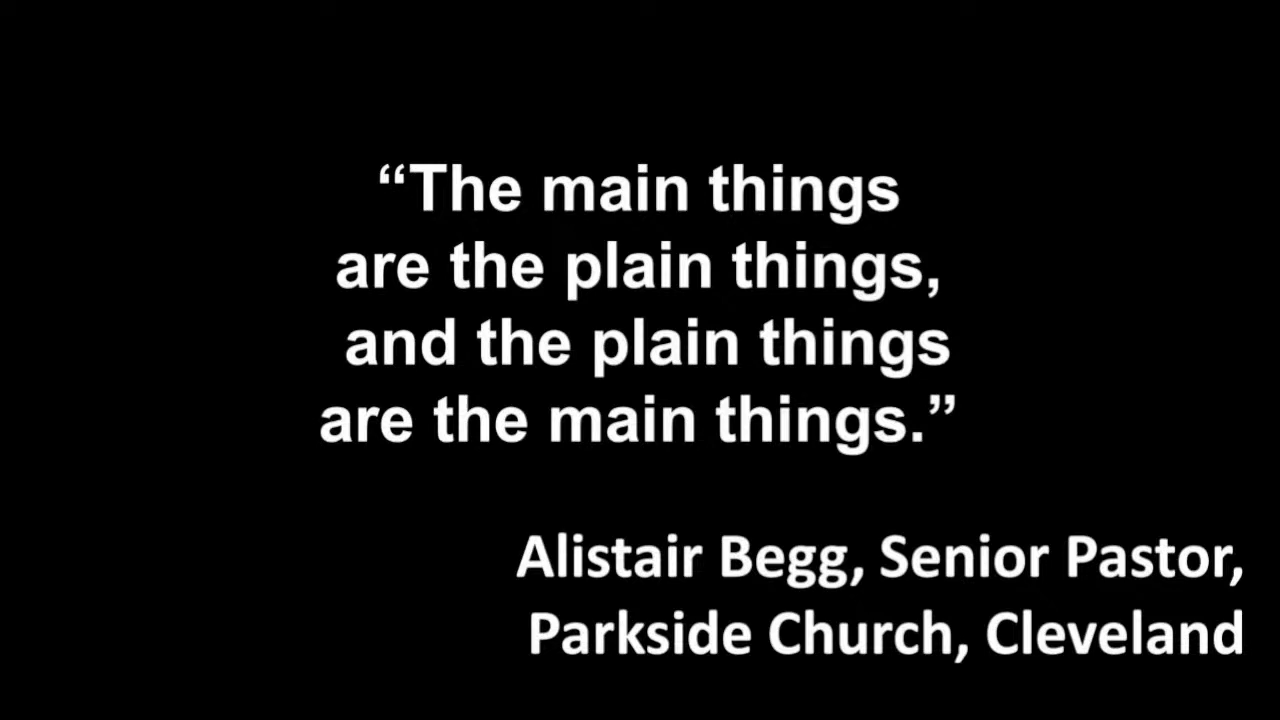 “The main things
are the plain things,
and the plain things
are the main things.”
Alistair Begg, Senior Pastor,
Parkside Church, Cleveland